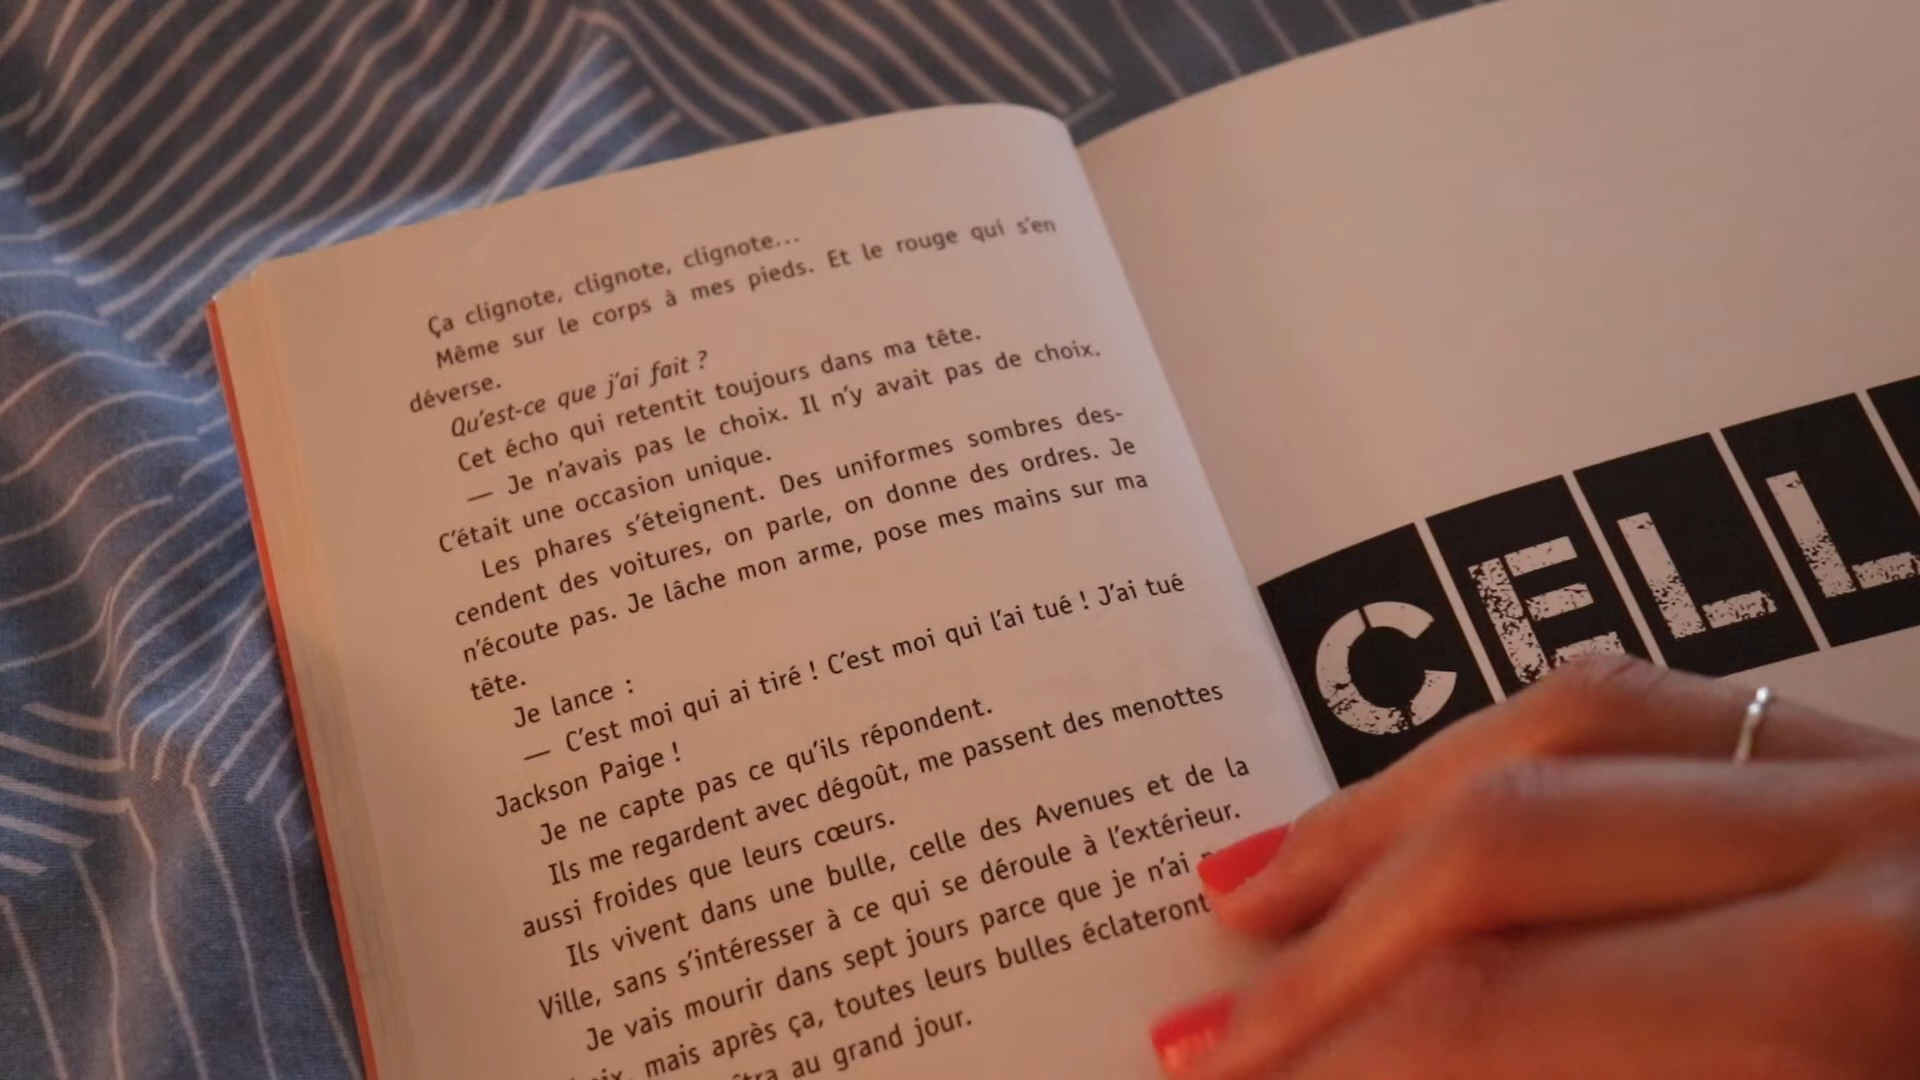 Ça clignote, clignote, clignote...
Même sur le corps à mes pieds. Et le rouge qui s'en
déverse.
Qu'est-ce que j'ai fait ?
Cet écho qui retentit toujours dans ma tête.
— Je n'avais pas le choix. Il n'y avait pas de choix.
C'était une occasion unique.
Les phares s'éteignent. Des uniformes sombres des-
cendent des voitures, on parle, on donne des ordres. Je
n'écoute pas. Je lâche mon arme, pose mes mains sur ma
tête.
Je lance :
— C'est moi qui ai tiré ! C'est moi qui l'ai tué ! J'ai tué
Jackson Paige !
Je ne capte pas ce qu'ils répondent.
Ils me regardent avec dégoût, me passent des menottes
aussi froides que leurs cœurs.
Ils vivent dans une bulle, celle des Avenues et de la
Ville, sans s'intéresser à ce qui se déroule à l'extérieur.
Je vais mourir dans sept jours parce que je n'ai
mais après ça, toutes leurs bulles éclateront
au grand jour.
CELL